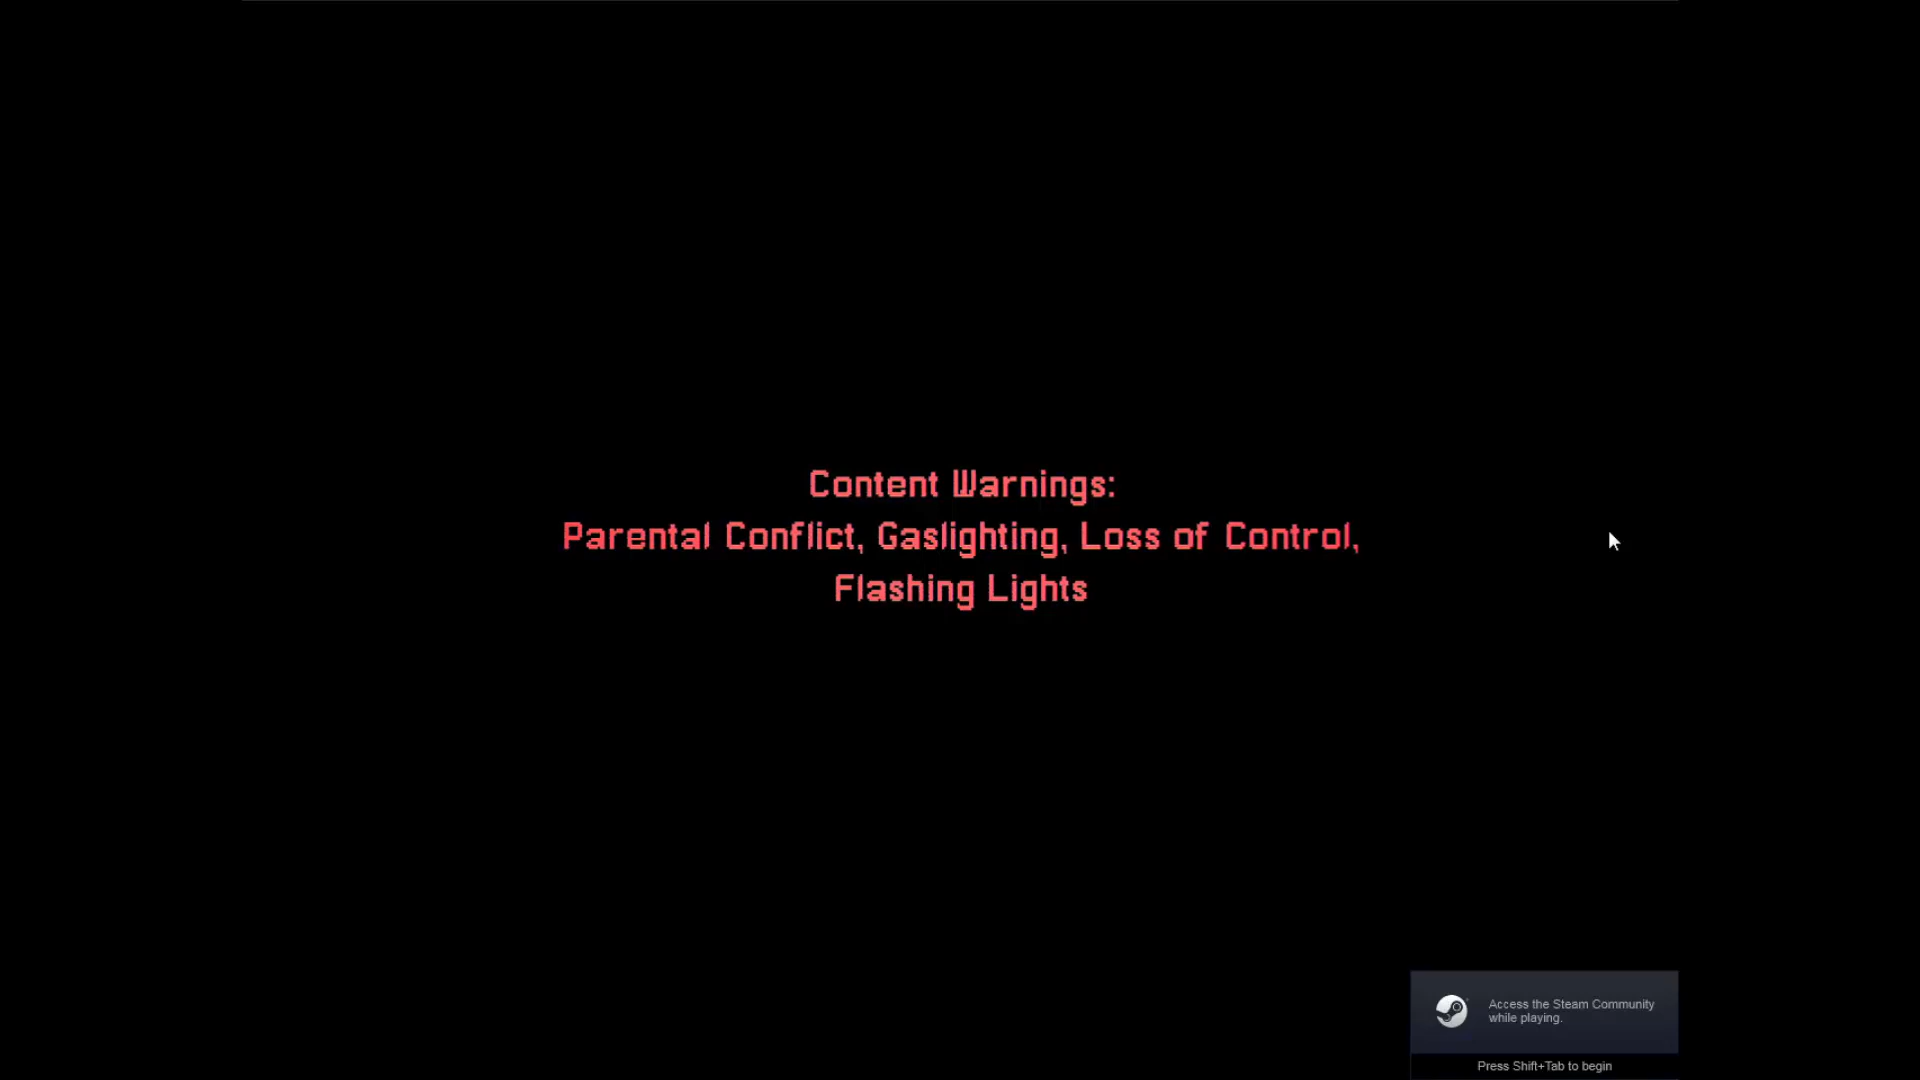 Content Warnings:
Parental Conflict, Gaslighting, Loss of Control,
Flashing Lights
Access the Steam Community
while playing.
Press Shift+Tab to begin